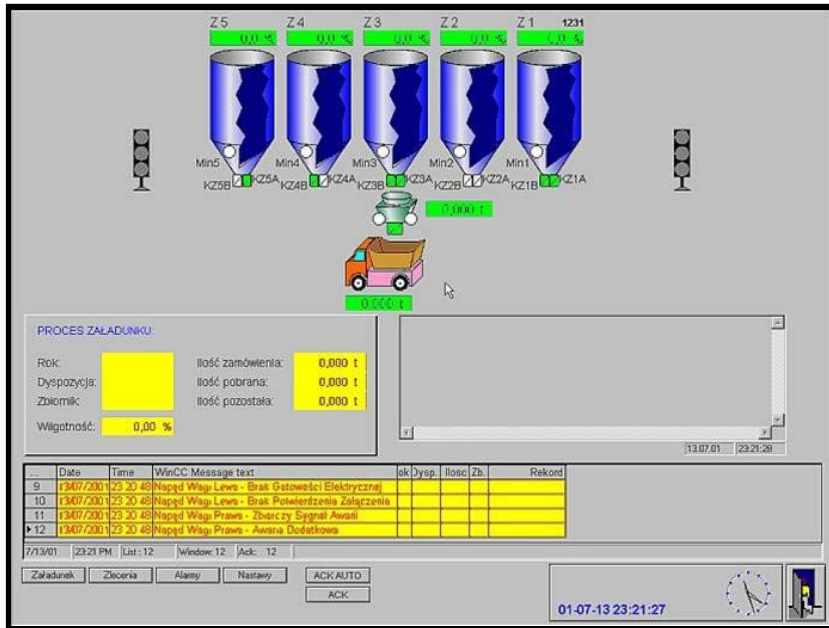 Z 5 Z 4 Z 3 Z 2 Z 1 1231
0,0 % 0,0 % 0,0 % 0,0 % 0,0 %
Min5 Min4 Min3 Min2 Min1
KZ5B KZ5A KZ4B KZ4A KZ3B KZ3A KZ2B KZ2A KZ1B KZ1A
0,000 t
0,000 t
PROCES ZAŁADUNKU:
Rok: Ilość zamówienia: 0,000 t
Dyspozycja: Ilość pobrana: 0,000 t
Zbiornik: Ilość pozostała: 0,000 t
Wilgotność: 0,00 %
13.07.01 23:21:28
... Date Time WinCC Message text ok Dysp. Ilosc Zb. Rekord
9 13/07/2001 23 20 48 Napęd Wagi Lewa - Brak Gotowości Elektrycznej
10 13/07/2001 23 20 48 Napęd Wagi Lewa - Brak Potwierdzenia Załączenia
11 13/07/2001 23 20 48 Napęd Wagi Prawa - Zbiorczy Sygnał Awarii
12 13/07/2001 23 20 48 Napęd Wagi Prawa - Awaria Dodatkowa
7/13/01 23:21 PM List : 12 Window: 12 Ack: 12
Załadunek Zlecenia Alarmy Nastawy ACK AUTO
ACK
01-07-13 23:21:27